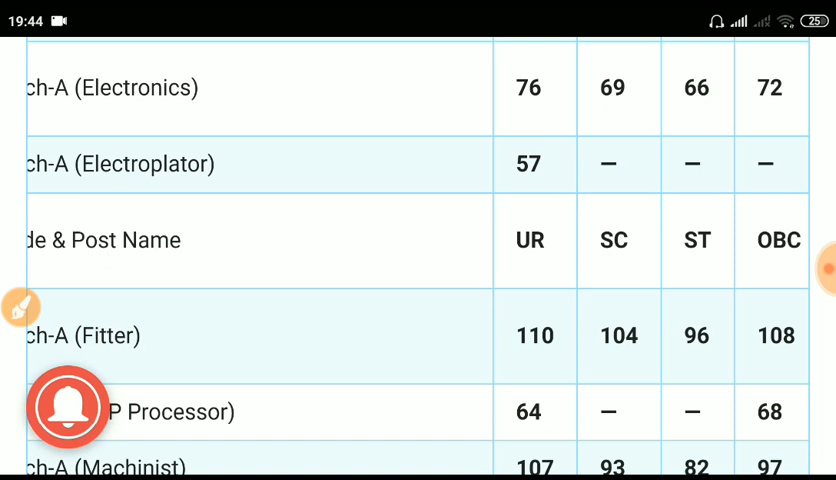 19:44 25
ch-A (Electronics) 76 69 66 72
ch-A (Electroplator) 57 – – –
de & Post Name UR SC ST OBC
ch-A (Fitter) 110 104 96 108
P Processor) 64 – – 68
ch-A (Machinist) 107 93 82 97